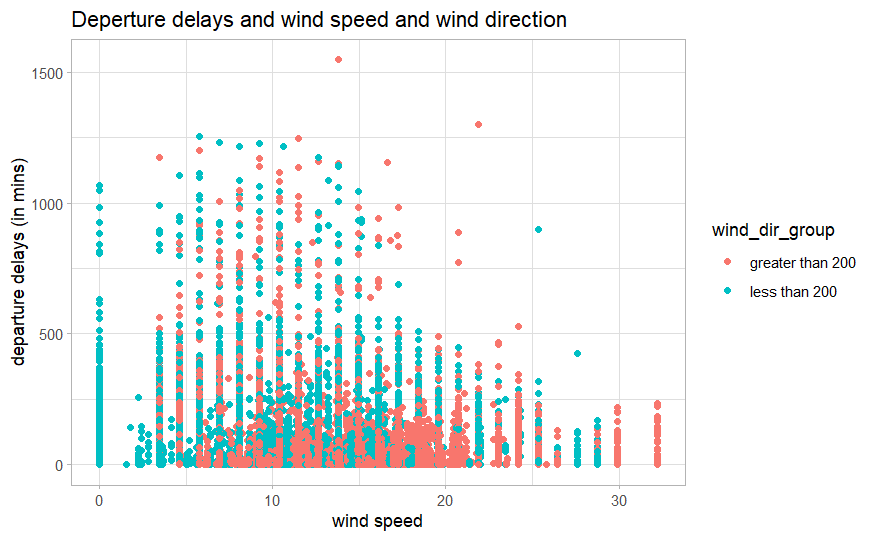 Deperture delays and wind speed and wind direction
departure delays (in mins)
1500
1000
500
0
0
10
20
30
wind speed
wind_dir_group
greater than 200
less than 200